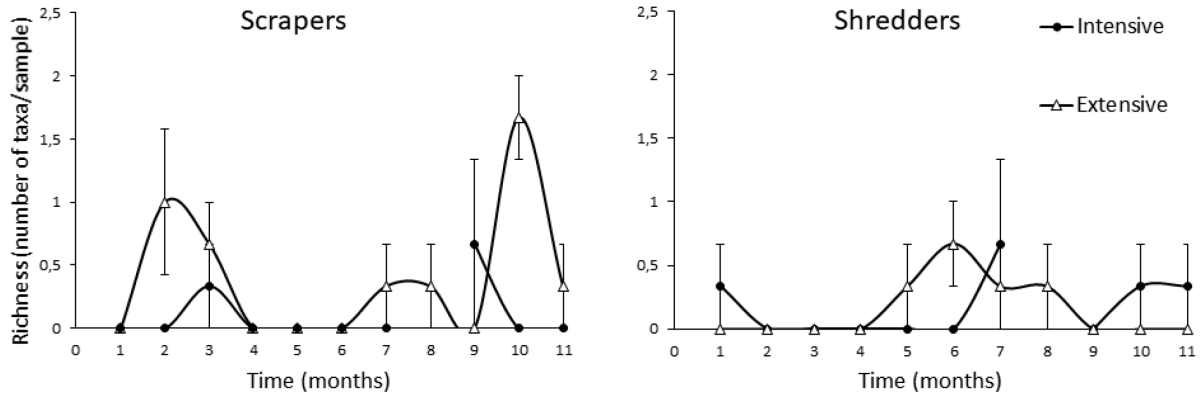 Scrapers
Richness (number of taxa/sample)
2,5
2
1,5
1
0,5
0
0 1 2 3 4 5 6 7 8 9 10 11
Time (months)
Shredders
Intensive
Extensive
2,5
2
1,5
1
0,5
0
0 1 2 3 4 5 6 7 8 9 10 11
Time (months)